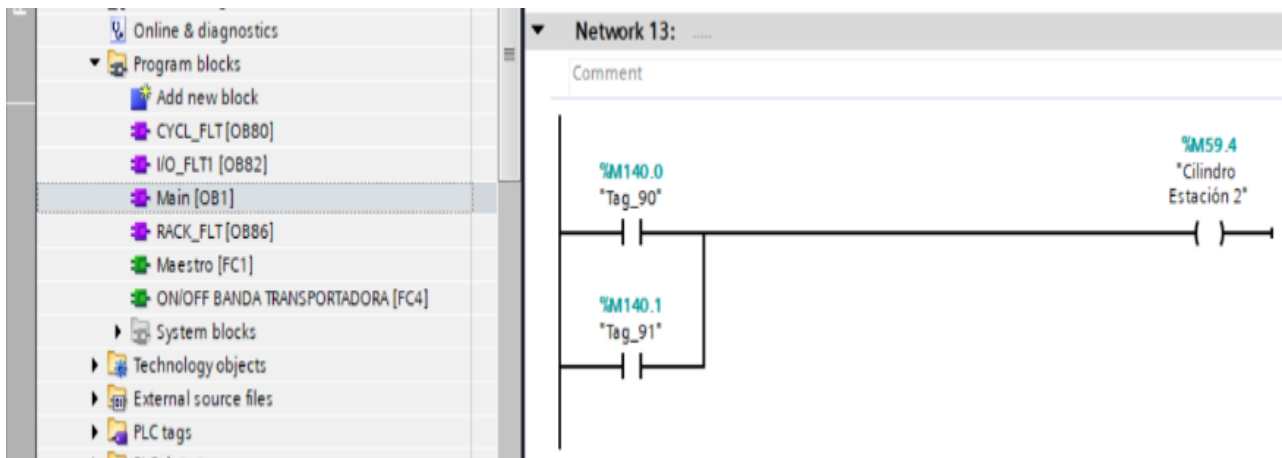 Online & diagnostics
Program blocks
Add new block
CYCL_FLT [OB80]
I/O_FLT1 [OB82]
Main [OB1]
RACK_FLT [OB86]
Maestro [FC1]
ON/OFF BANDA TRANSPORTADORA [FC4]
System blocks
Technology objects
External source files
PLC tags
Network 13: .....
Comment
%M140.0
"Tag_90"
%M59.4
"Cilindro
Estación 2"
%M140.1
"Tag_91"